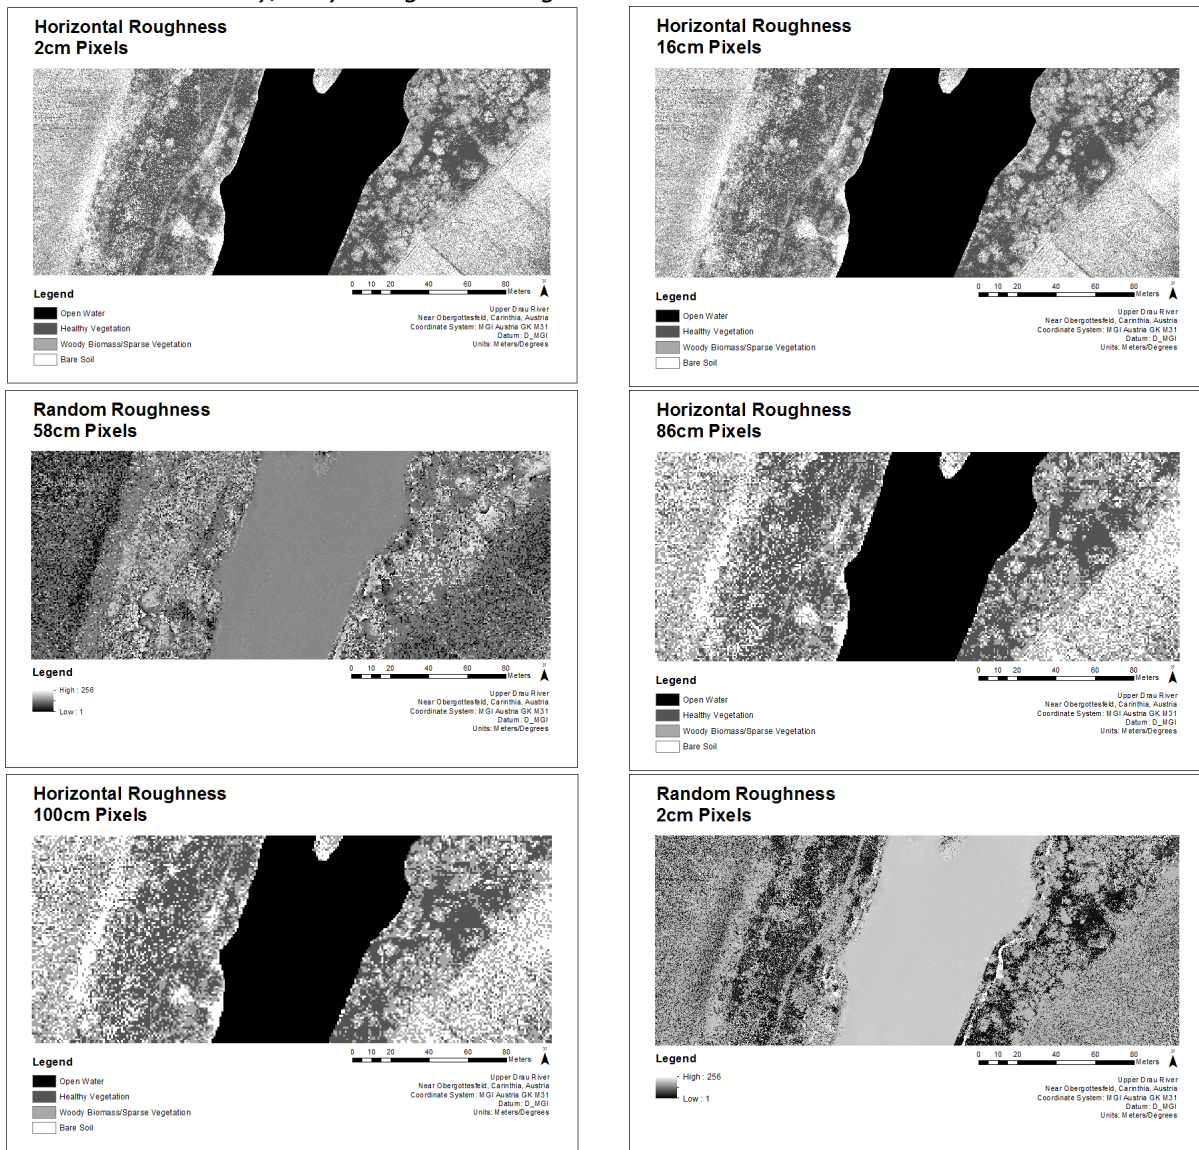 Horizontal Roughness
2cm Pixels
0 10 20 40 60 80
Meters
Legend
Open Water
Healthy Vegetation
Woody Biomass/Sparse Vegetation
Bare Soil
Upper Drau River
Near Obergottesfeld, Carinthia, Austria
Coordinate System: MGI Austria GK M31
Datum: D_MGI
Units: Meters/Degrees
Horizontal Roughness
16cm Pixels
0 10 20 40 60 80
Meters
Legend
Open Water
Healthy Vegetation
Woody Biomass/Sparse Vegetation
Bare Soil
Upper Drau River
Near Obergottesfeld, Carinthia, Austria
Coordinate System: MGI Austria GK M31
Datum: D_MGI
Units: Meters/Degrees
Random Roughness
58cm Pixels
0 10 20 40 60 80
Meters
Legend
High : 256
Low : 1
Upper Drau River
Near Obergottesfeld, Carinthia, Austria
Coordinate System: MGI Austria GK M31
Datum: D_MGI
Units: Meters/Degrees
Horizontal Roughness
86cm Pixels
0 10 20 40 60 80
Meters
Legend
Open Water
Healthy Vegetation
Woody Biomass/Sparse Vegetation
Bare Soil
Upper Drau River
Near Obergottesfeld, Carinthia, Austria
Coordinate System: MGI Austria GK M31
Datum: D_MGI
Units: Meters/Degrees
Horizontal Roughness
100cm Pixels
0 10 20 40 60 80
Meters
Legend
Open Water
Healthy Vegetation
Woody Biomass/Sparse Vegetation
Bare Soil
Upper Drau River
Near Obergottesfeld, Carinthia, Austria
Coordinate System: MGI Austria GK M31
Datum: D_MGI
Units: Meters/Degrees
Random Roughness
2cm Pixels
0 10 20 40 60 80
Meters
Legend
High : 256
Low : 1
Upper Drau River
Near Obergottesfeld, Carinthia, Austria
Coordinate System: MGI Austria GK M31
Datum: D_MGI
Units: Meters/Degrees